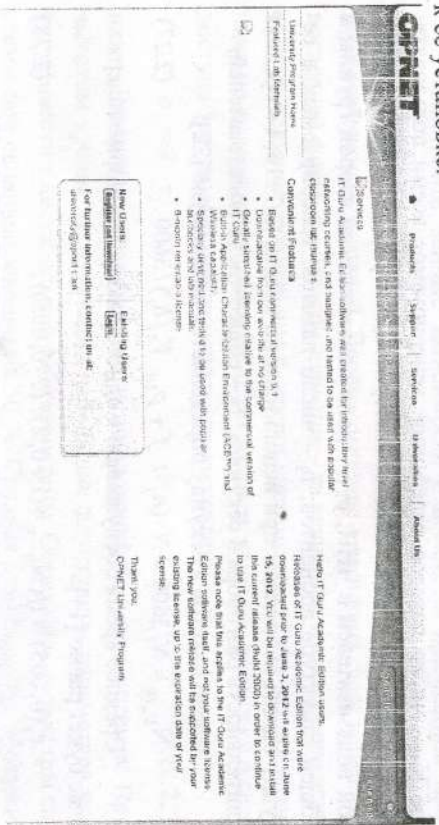 OPNET
Products
Support
Services
Universities
About Us
University Program Home
Featured Lab Materials
Services
IT Guru Academic Edition software was created for introductory level
networking courses, and designed and tested to be used with popular
classroom lab manuals.
Convenient Features
• Based on IT Guru commercial version 9.1
• Downloadable from our website at no charge
• Greatly simplified licensing relative to the commercial version of
IT Guru
• Built-in Application Characterization Environment (ACE™) and
Wireless capability
• Specially designed and tested to be used with popular
textbooks and lab manuals
• 6-month renewable license
New Users: Existing Users:
Register (and Download) Login
For further information, contact us at:
university@opnet.com
Hello IT Guru Academic Edition users,
Releases of IT Guru Academic Edition that were
downloaded prior to June 3, 2012 will expire on June
15, 2012. You will be required to download and install
this current release (Build 2000) in order to continue
to use IT Guru Academic Edition.
Please note that this applies to the IT Guru Academic
Edition software itself, and not your software license.
The new software release will be supported by your
existing license, up to the expiration date of your
license.
Thank you,
OPNET University Program